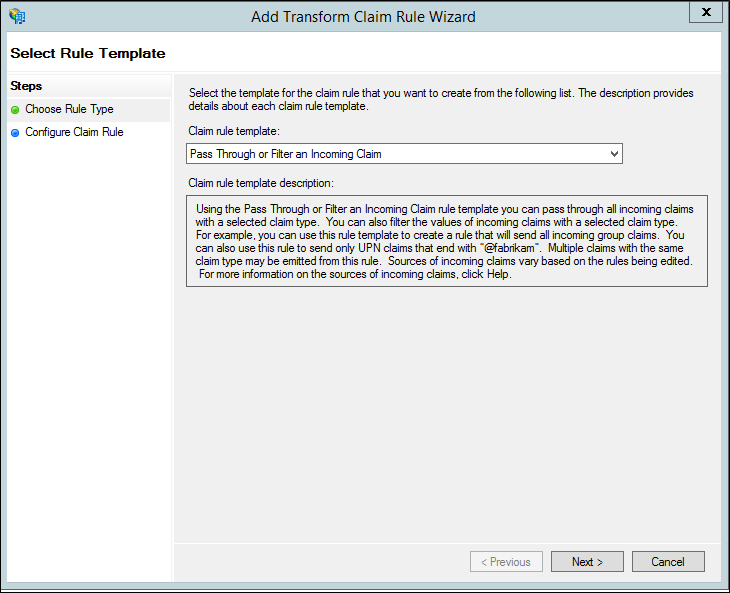 Add Transform Claim Rule Wizard
X
Select Rule Template
Steps
Choose Rule Type
Configure Claim Rule
Select the template for the claim rule that you want to create from the following list. The description provides
details about each claim rule template.
Claim rule template:
Pass Through or Filter an Incoming Claim
Claim rule template description:
Using the Pass Through or Filter an Incoming Claim rule template you can pass through all incoming claims
with a selected claim type. You can also filter the values of incoming claims with a selected claim type.
For example, you can use this rule template to create a rule that will send all incoming group claims. You
can also use this rule to send only UPN claims that end with "@fabrikam". Multiple claims with the same
claim type may be emitted from this rule. Sources of incoming claims vary based on the rules being edited.
For more information on the sources of incoming claims, click Help.
< Previous
Next >
Cancel